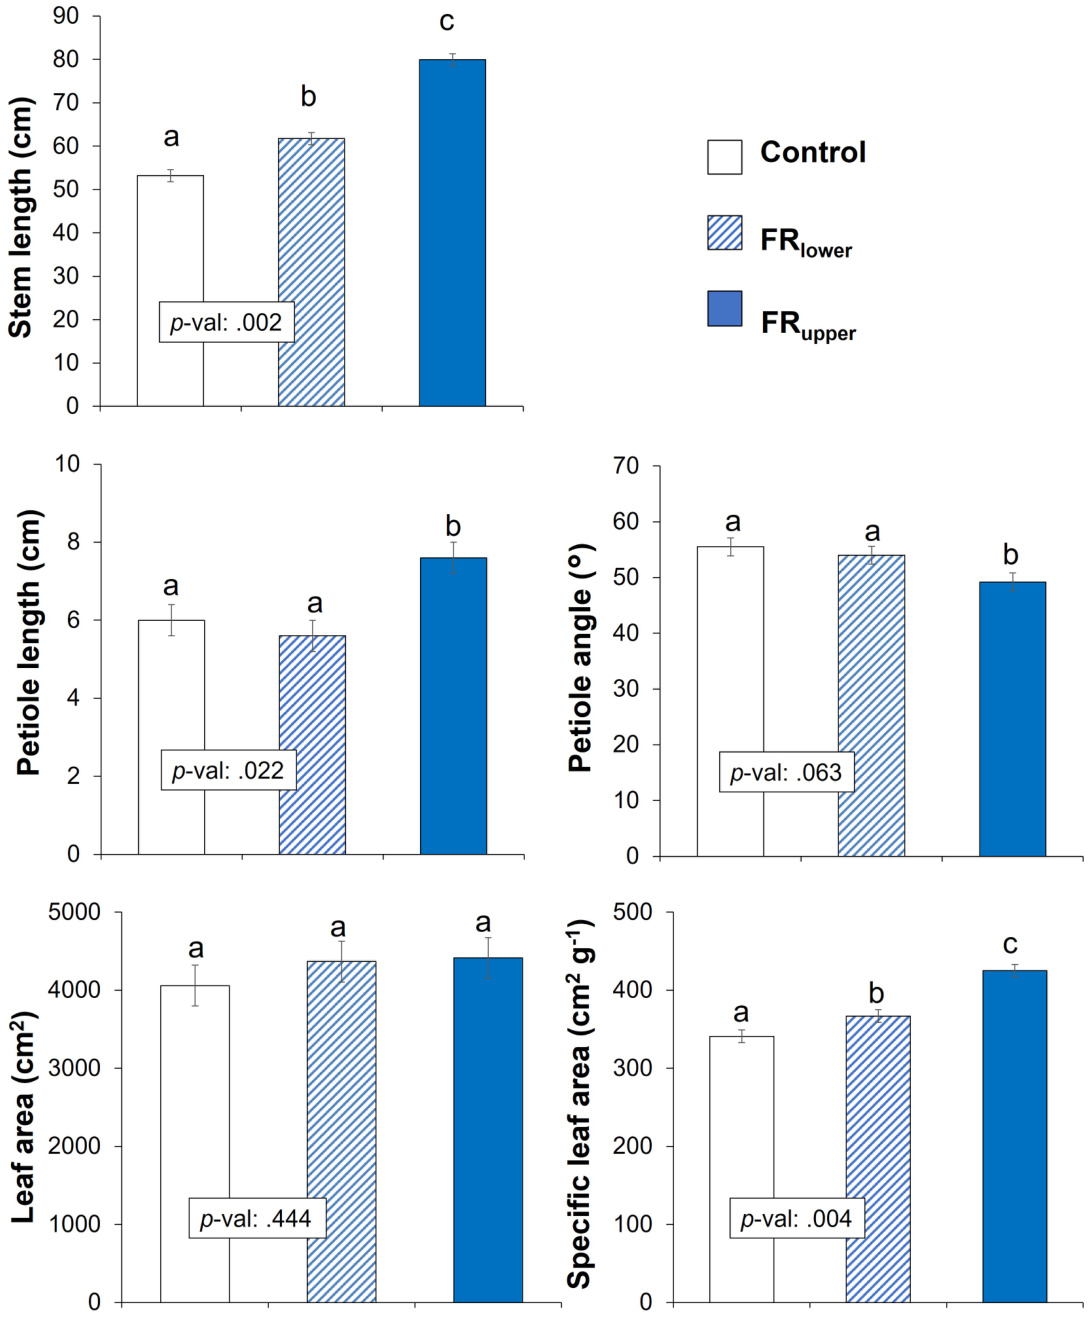 Stem length (cm)
90
80
70
60
50
40
30
20
10
0
a
b
c
p-val: .002
Control
FRlower
FRupper
Petiole length (cm)
10
8
6
4
2
0
a
a
b
p-val: .022
Petiole angle (°)
70
60
50
40
30
20
10
0
a
a
b
p-val: .063
Leaf area (cm2)
5000
4000
3000
2000
1000
0
a
a
a
p-val: .444
Specific leaf area (cm2 g-1)
500
400
300
200
100
0
a
b
c
p-val: .004